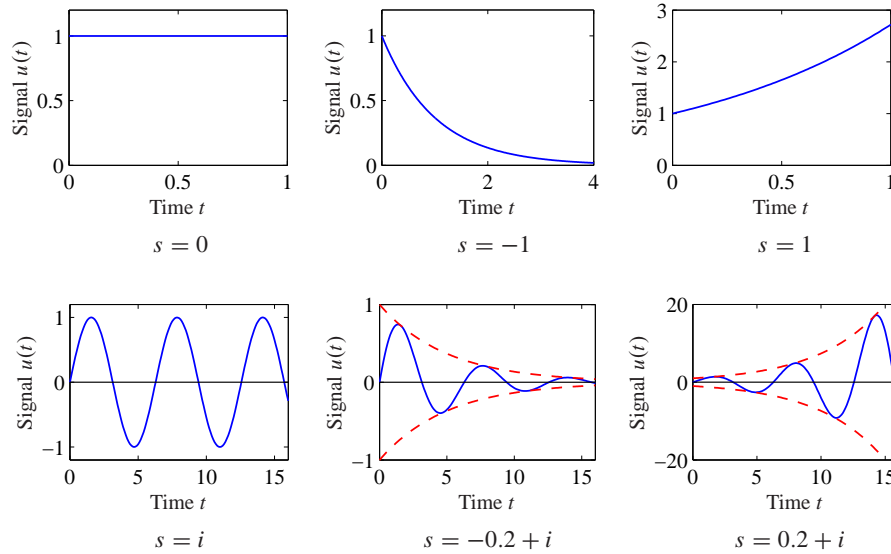 Signal u(t)
1
0.5
0
0
0.5
1
Time t
s = 0
Signal u(t)
1
0.5
0
0
2
4
Time t
s = −1
Signal u(t)
3
2
1
0
0
0.5
1
Time t
s = 1
Signal u(t)
1
0
−1
0
5
10
15
Time t
s = i
Signal u(t)
1
0
−1
0
5
10
15
Time t
s = −0.2 + i
Signal u(t)
20
0
−20
0
5
10
15
Time t
s = 0.2 + i